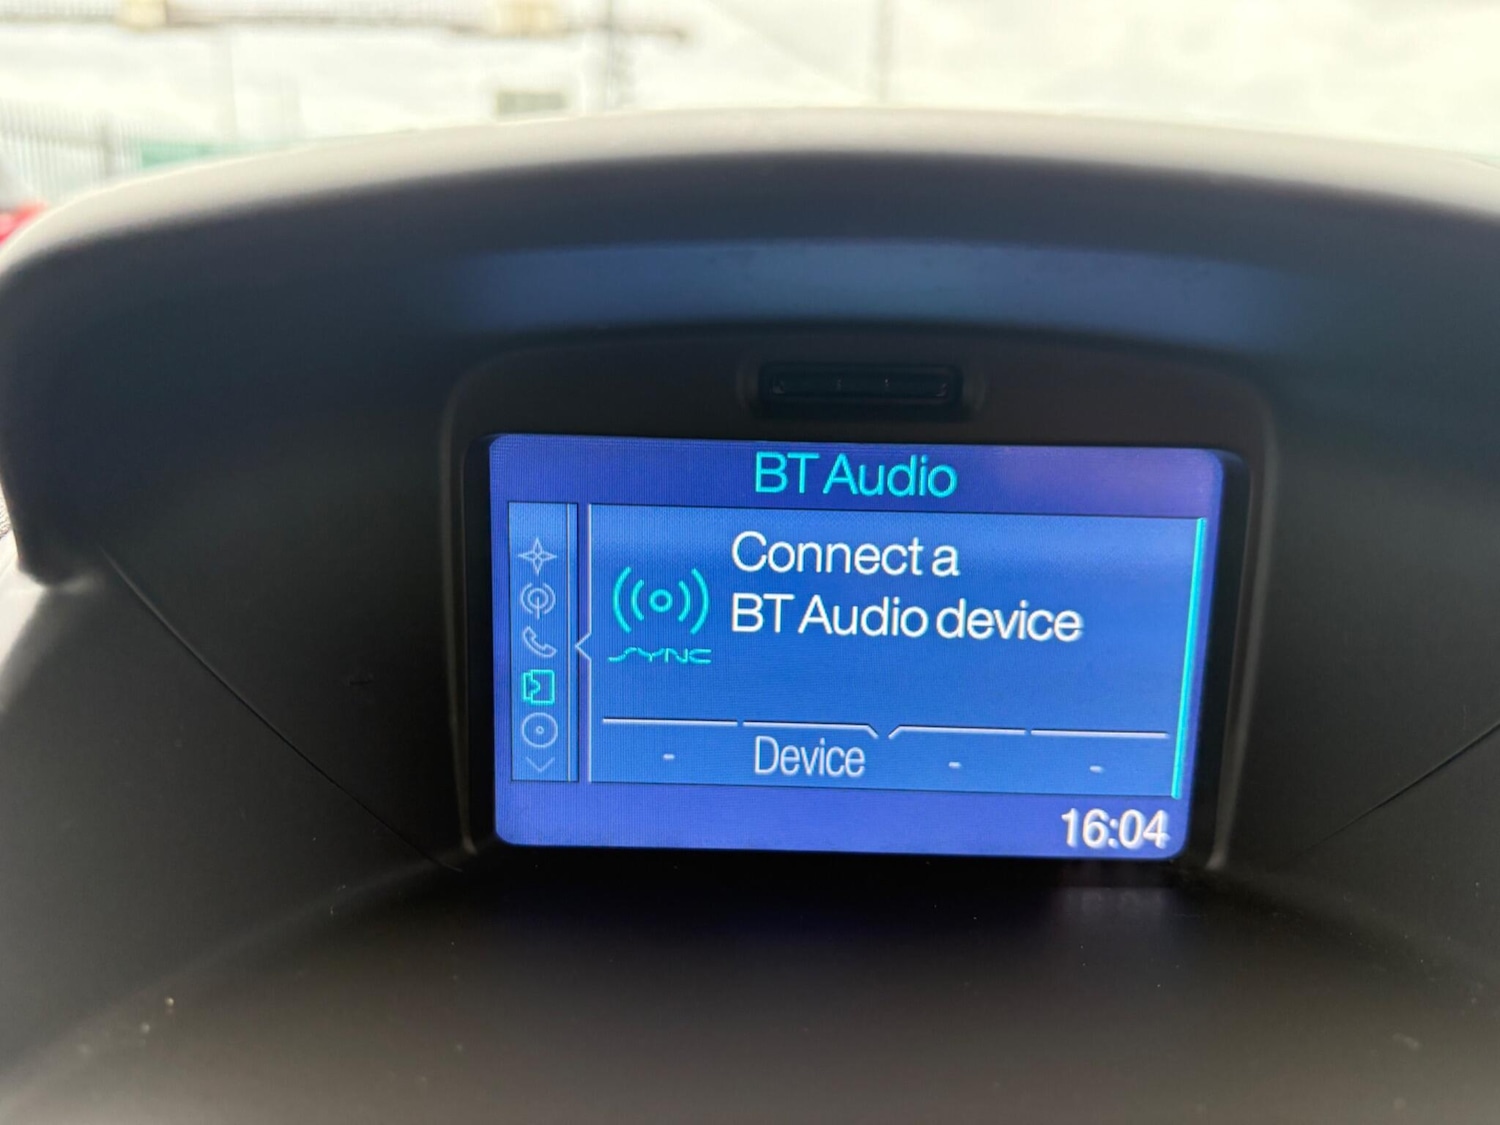 BT Audio
Connect a
BT Audio device
SYNC
- Device - -
16:04